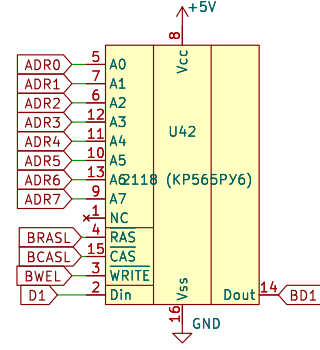 +5V
8
Vcc
ADR0 5 A0
ADR1 7 A1
ADR2 6 A2
ADR3 12 A3
U42
ADR4 11 A4
ADR5 10 A5
ADR6 13 A6 2118 (КР565РУ6)
ADR7 9 A7
1 NC
BRASL 4 RAS
BCASL 15 CAS
BWEL 3 WRITE
D1 2 Din
Vss
Dout 14 BD1
16
GND